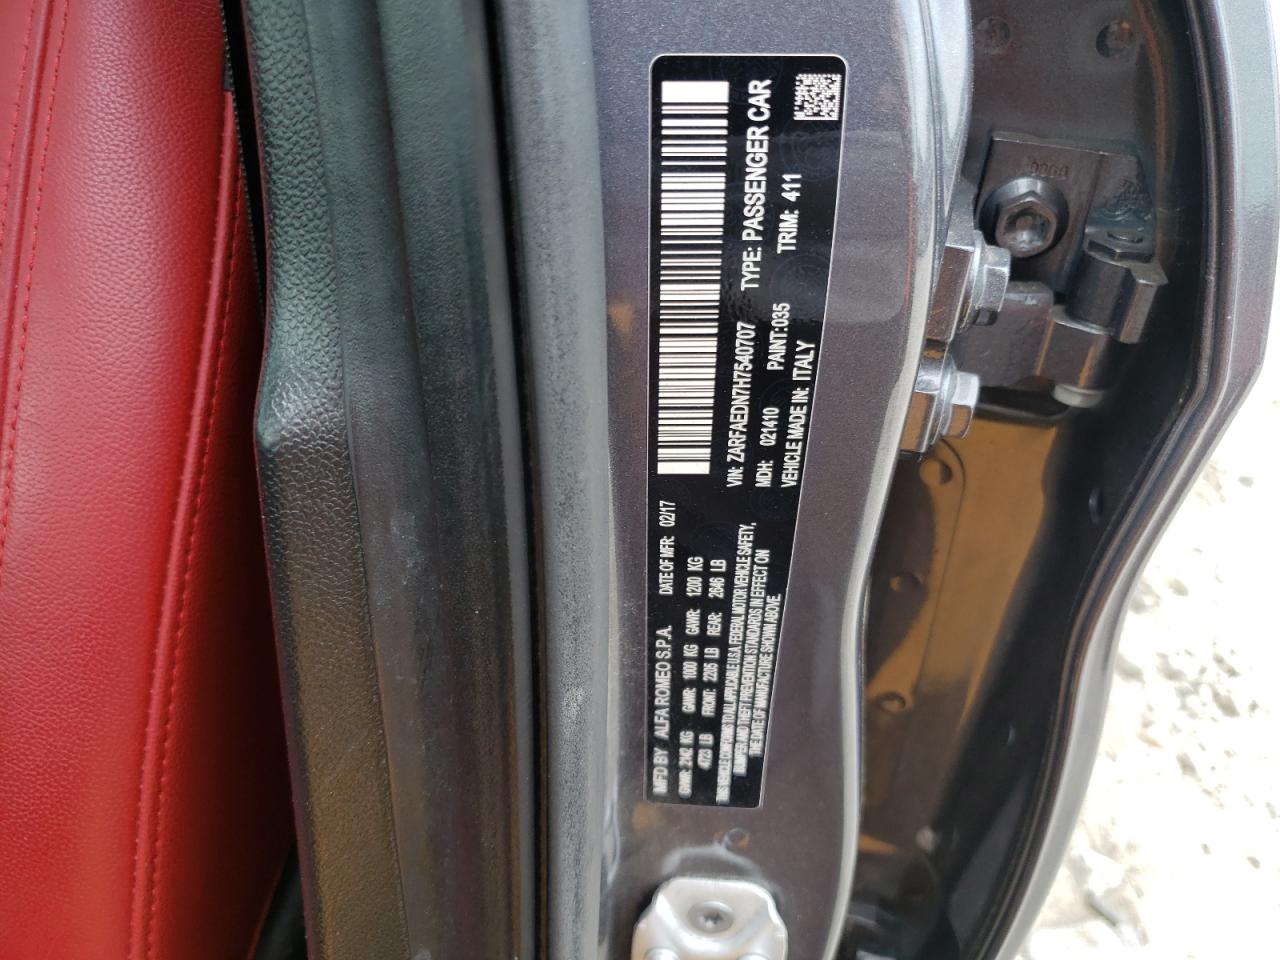 MFD BY ALFA ROMEO S.P.A. DATE OF MFR: 02/17
GVWR: 2142 KG GAWR: 1000 KG GAWR: 1200 KG
4723 LB FRONT: 2205 LB REAR: 2646 LB
THIS VEHICLE CONFORMS TO ALL APPLICABLE U.S.A. FEDERAL MOTOR VEHICLE SAFETY,
BUMPER, AND THEFT PREVENTION STANDARDS IN EFFECT ON
THE DATE OF MANUFACTURE SHOWN ABOVE.
VIN: ZARFAEDN7H7540707 TYPE: PASSENGER CAR
MDH: 021410 PAINT:035 TRIM: 411
VEHICLE MADE IN: ITALY